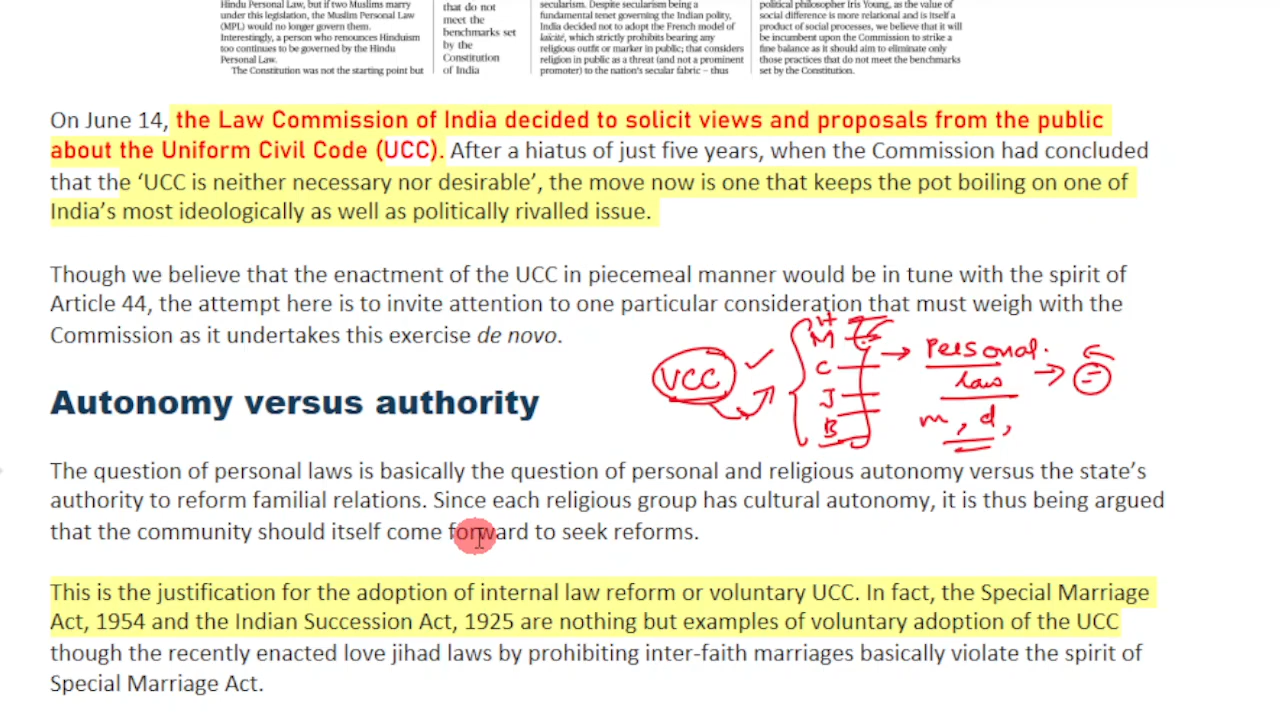 Hindu Personal Law, but if two Muslims marry
under this legislation, the Muslim Personal Law
(MPL) would no longer govern them.
Interestingly, a person who renounces Hinduism
too continues to be governed by the Hindu
Personal Law.
The Constitution was not the starting point but
that do not
meet the
benchmarks set
by the
Constitution
of India
secularism. Despite secularism being a
fundamental tenet governing the Indian polity,
India decided not to adopt the French model of
laïcité, which strictly prohibits bearing any
religious outfit or marker in public; that considers
religion in public as a threat (and not a prominent
promoter) to the nation's secular fabric – thus
political philosopher Iris Young, as the value of
social difference is more relational and is itself a
product of social processes, we believe that it will
be incumbent upon the Commission to strike a
fine balance as it should aim to eliminate only
those practices that do not meet the benchmarks
set by the Constitution.
On June 14, the Law Commission of India decided to solicit views and proposals from the public
about the Uniform Civil Code (UCC). After a hiatus of just five years, when the Commission had concluded
that the ‘UCC is neither necessary nor desirable’, the move now is one that keeps the pot boiling on one of
India’s most ideologically as well as politically rivalled issue.
Though we believe that the enactment of the UCC in piecemeal manner would be in tune with the spirit of
Article 44, the attempt here is to invite attention to one particular consideration that must weigh with the
Commission as it undertakes this exercise de novo.
UCC
H
M
C
J
B
Personal
law
m, d,
Autonomy versus authority
The question of personal laws is basically the question of personal and religious autonomy versus the state’s
authority to reform familial relations. Since each religious group has cultural autonomy, it is thus being argued
that the community should itself come forward to seek reforms.
This is the justification for the adoption of internal law reform or voluntary UCC. In fact, the Special Marriage
Act, 1954 and the Indian Succession Act, 1925 are nothing but examples of voluntary adoption of the UCC
though the recently enacted love jihad laws by prohibiting inter-faith marriages basically violate the spirit of
Special Marriage Act.